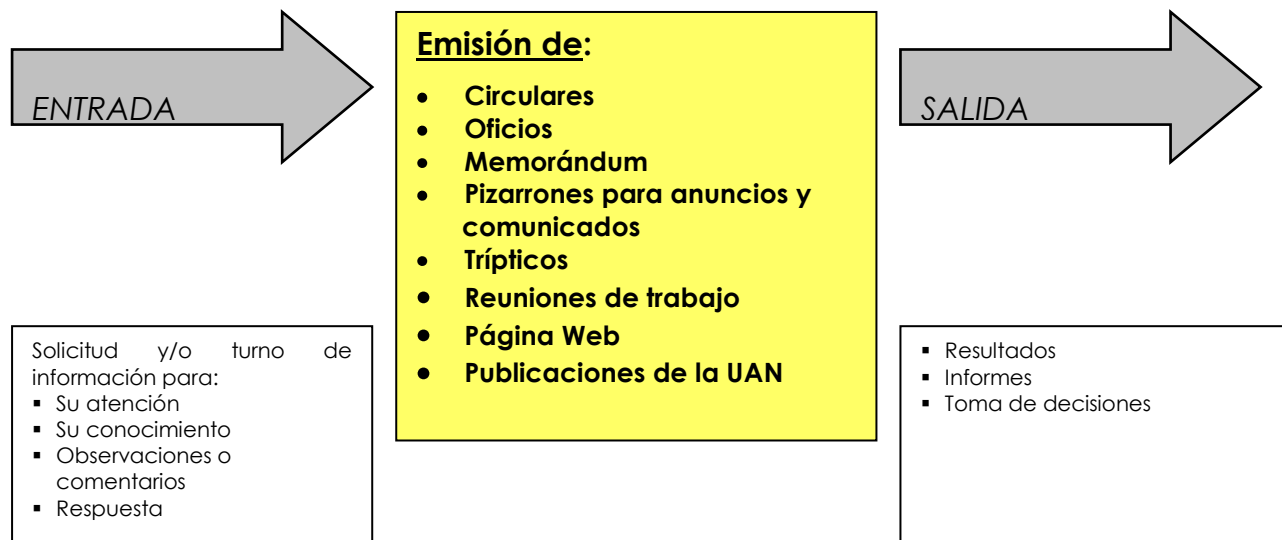 ENTRADA
Emisión de:
• Circulares
• Oficios
• Memorándum
• Pizarrones para anuncios y
comunicados
• Trípticos
• Reuniones de trabajo
• Página Web
• Publicaciones de la UAN
SALIDA
Solicitud y/o turno de
información para:
▪ Su atención
▪ Su conocimiento
▪ Observaciones o
comentarios
▪ Respuesta
▪ Resultados
▪ Informes
▪ Toma de decisiones